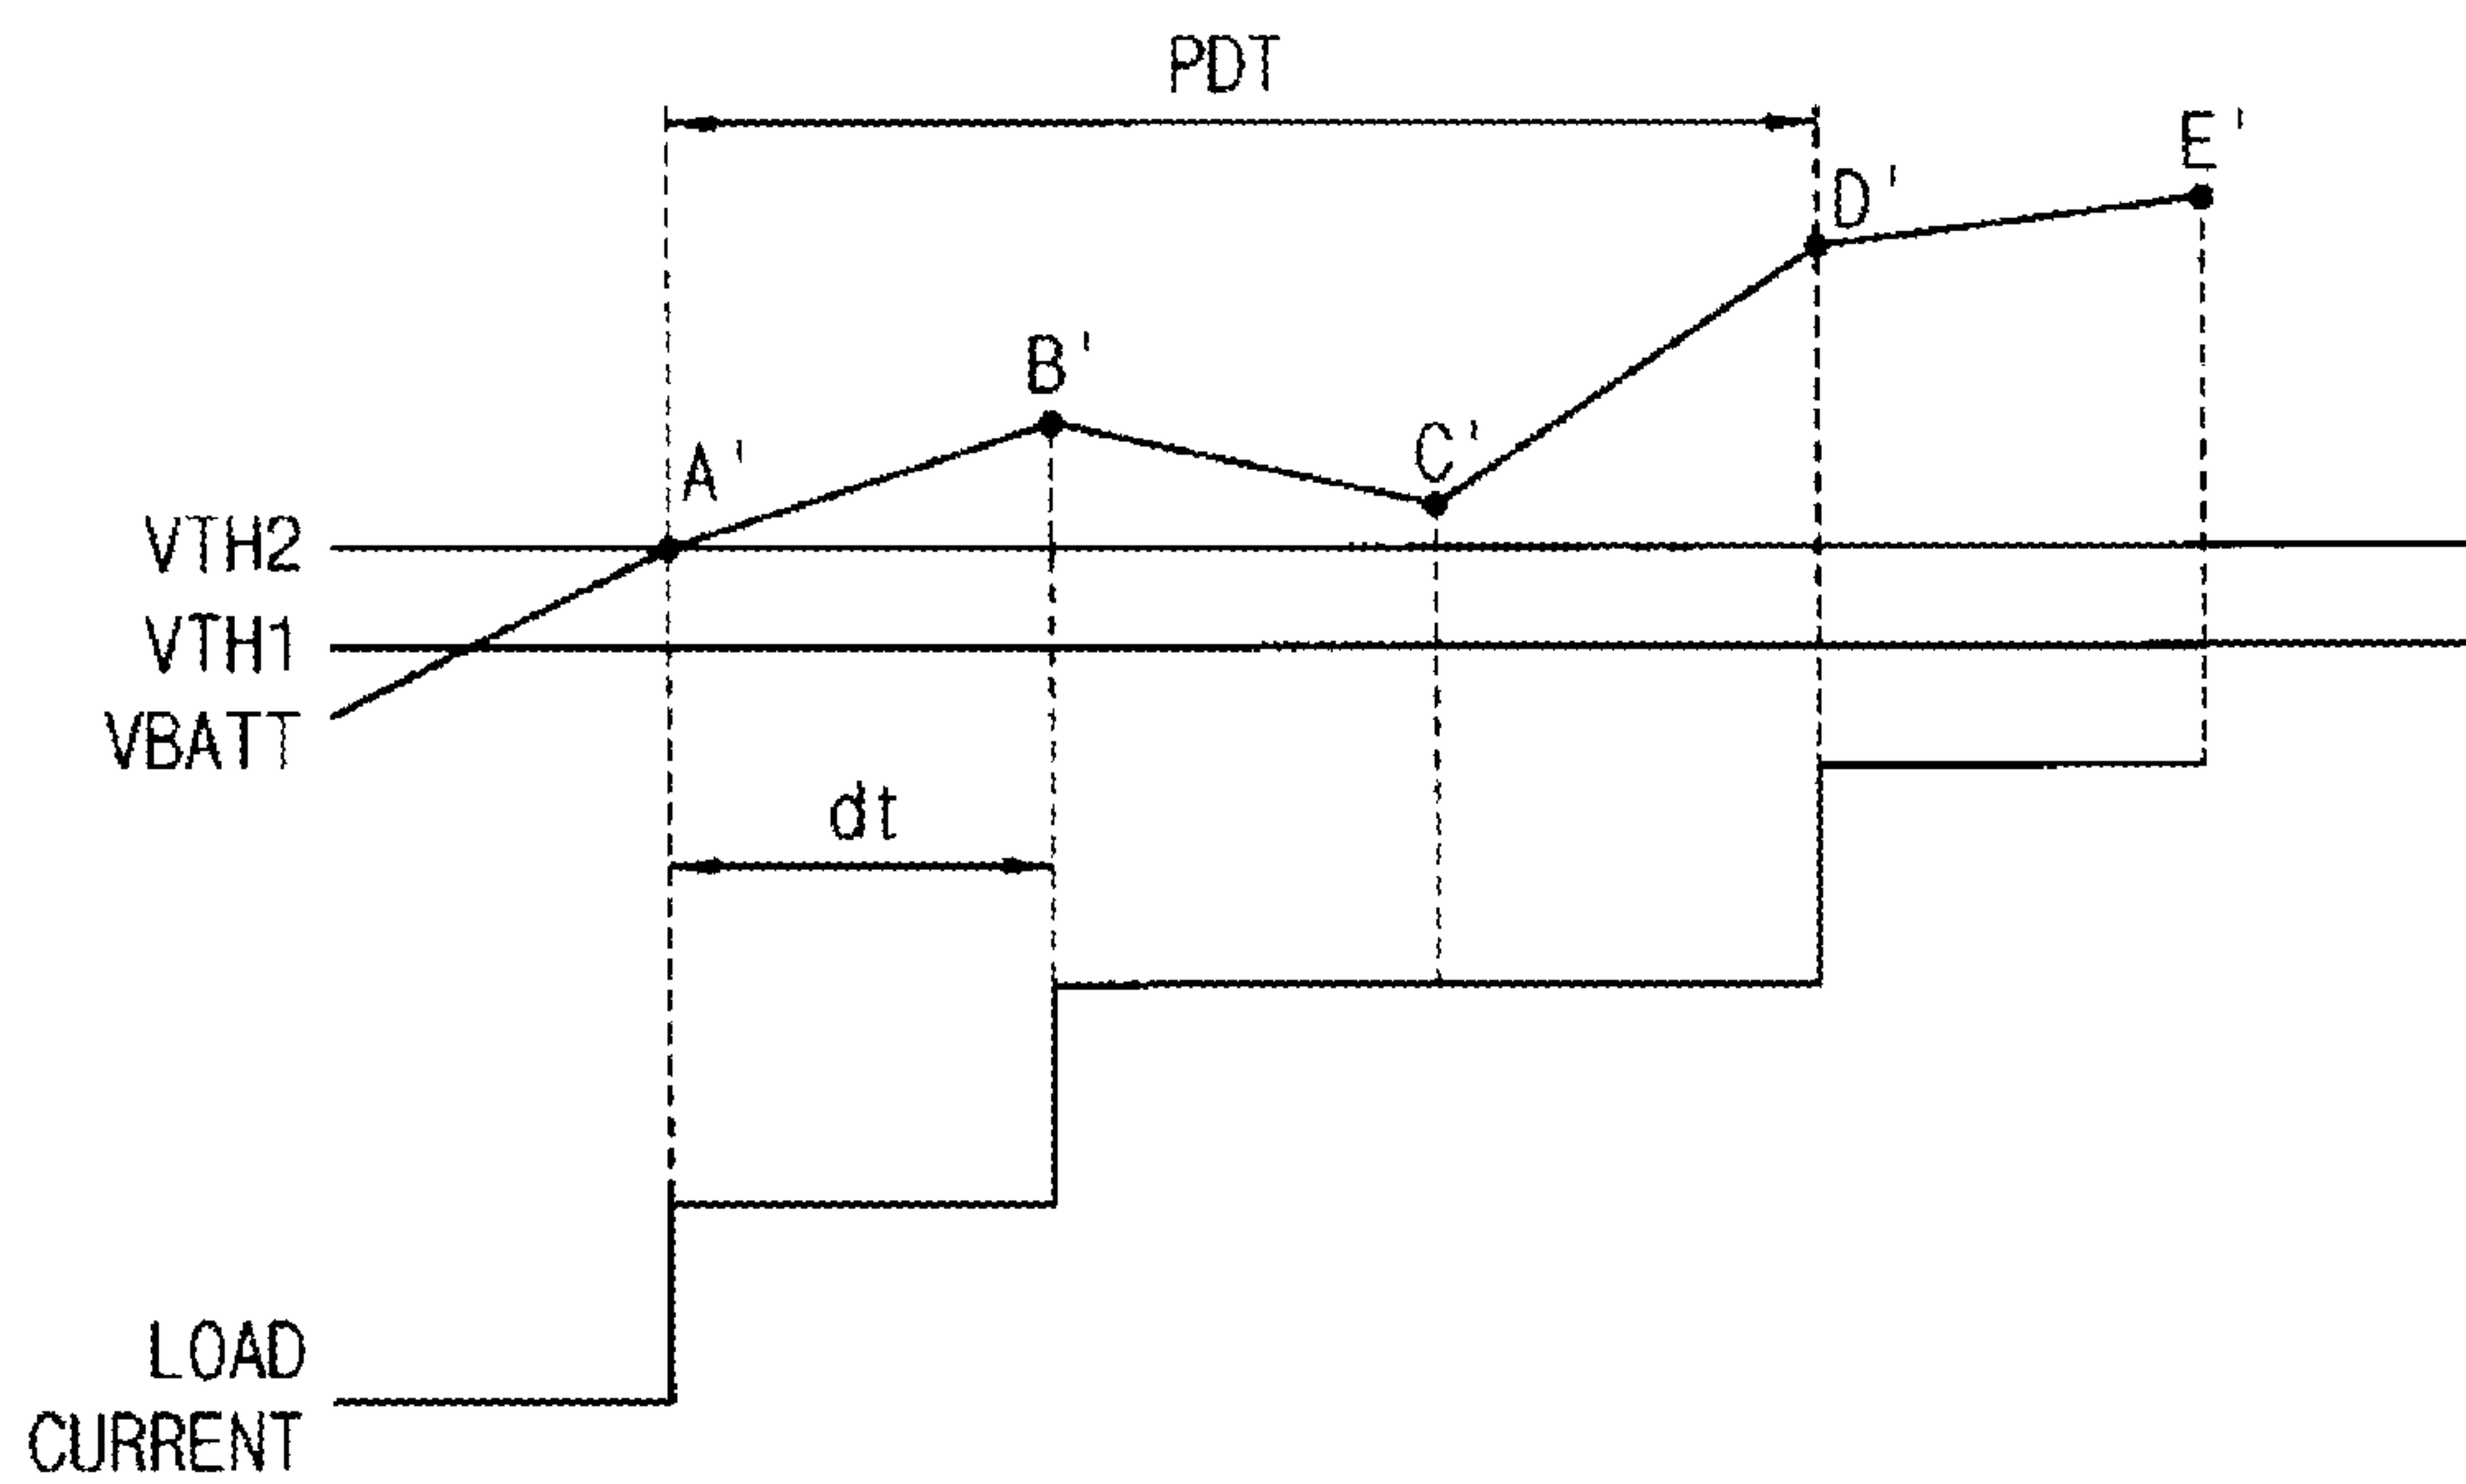 PDT
E'
D'
B'
C'
A'
VTH2
VTH1
VBATT
dt
LOAD
CURRENT